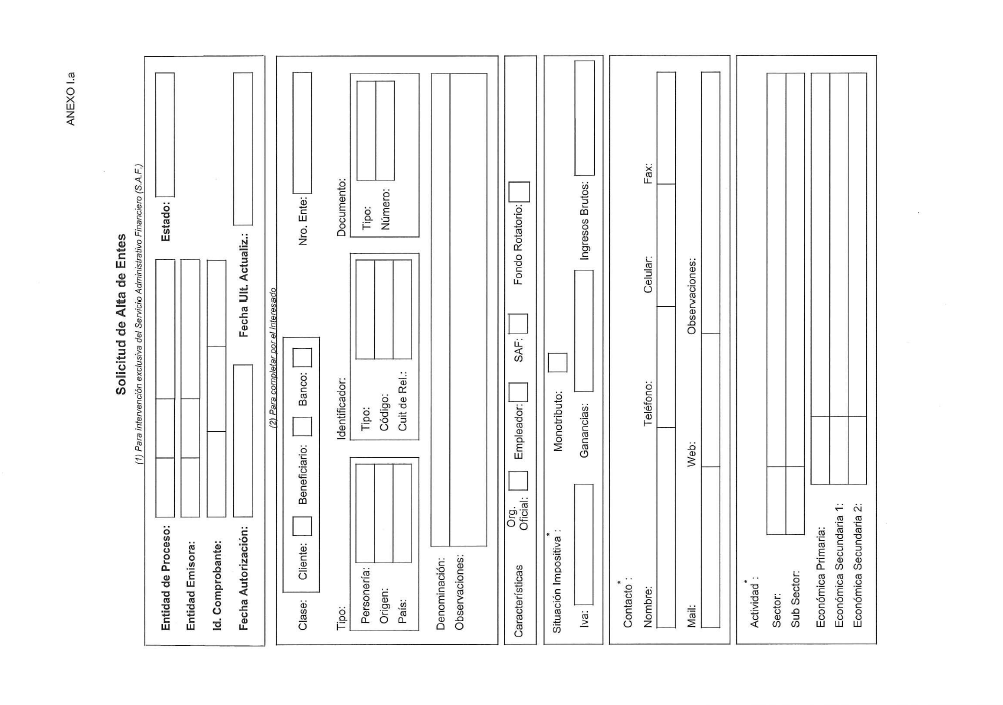 ANEXO I.a
Solicitud de Alta de Entes
(1) Para intervención exclusiva del Servicio Administrativo Financiero (S.A.F.)
Entidad de Proceso: Estado:
Entidad Emisora:
Id. Comprobante:
Fecha Autorización: Fecha Ult. Actualiz.:
(2) Para completar por el interesado
Clase: Cliente: Beneficiario: Banco: Nro. Ente:
Tipo: Identificador: Documento:
Personería: Tipo: Tipo:
Origen: Código: Número:
País: Cuit de Rel.:
Denominación:
Observaciones:
Características Org. Oficial: Empleador: SAF: Fondo Rotatorio:
Situación Impositiva *: Monotributo:
Iva: Ganancias: Ingresos Brutos:
Contacto *:
Nombre: Teléfono: Celular: Fax:
Mail: Web: Observaciones:
Actividad *:
Sector:
Sub Sector:
Económica Primaria:
Económica Secundaria 1:
Económica Secundaria 2: